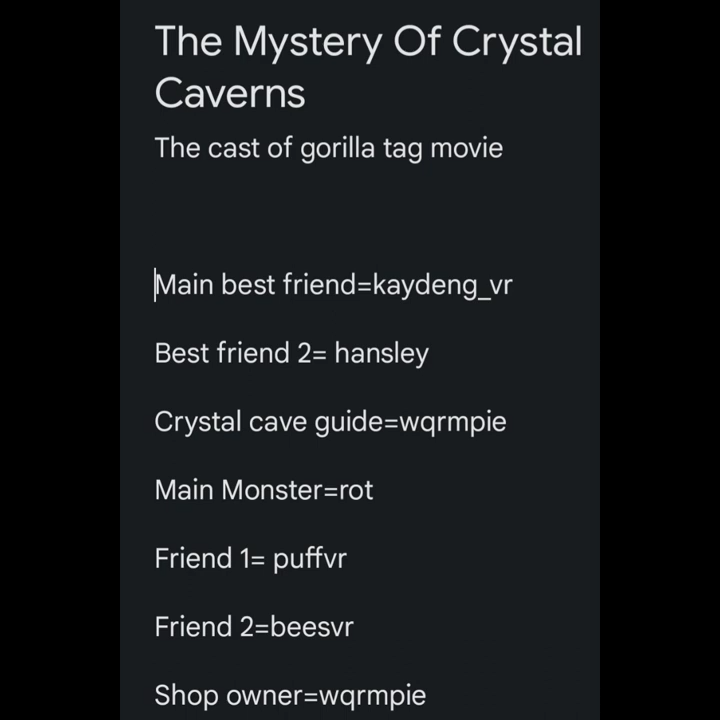 The Mystery Of Crystal
Caverns
The cast of gorilla tag movie
Main best friend=kaydeng_vr
Best friend 2= hansley
Crystal cave guide=wqrmpie
Main Monster=rot
Friend 1= puffvr
Friend 2=beesvr
Shop owner=wqrmpie